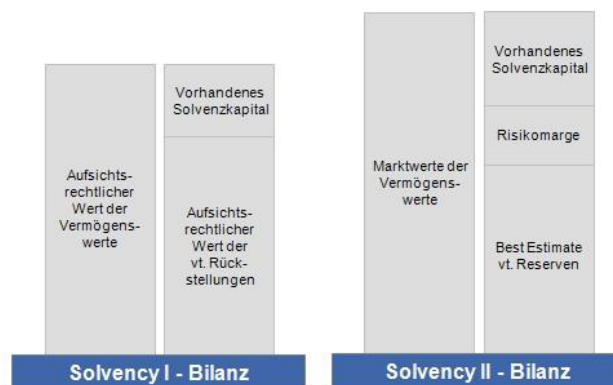 Aufsichts-
rechtlicher
Wert der
Vermögens-
werte
Vorhandenes
Solvenzkapital
Aufsichts-
rechtlicher
Wert der
vt. Rück-
stellungen
Solvency I - Bilanz
Marktwerte der
Vermögens-
werte
Vorhandenes
Solvenzkapital
Risikomarge
Best Estimate
vt. Reserven
Solvency II - Bilanz